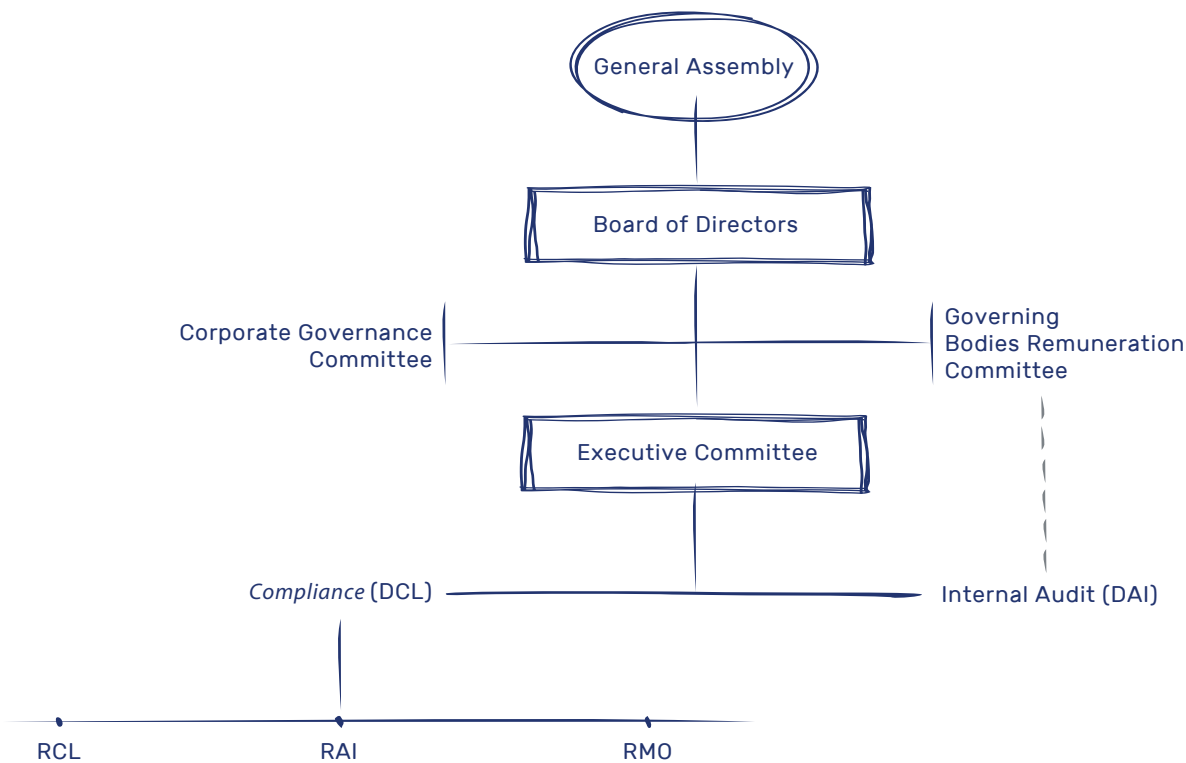 General Assembly
Board of Directors
Corporate Governance
Committee
Governing
Bodies Remuneration
Committee
Executive Committee
Compliance (DCL)
Internal Audit (DAI)
RCL
RAI
RMO